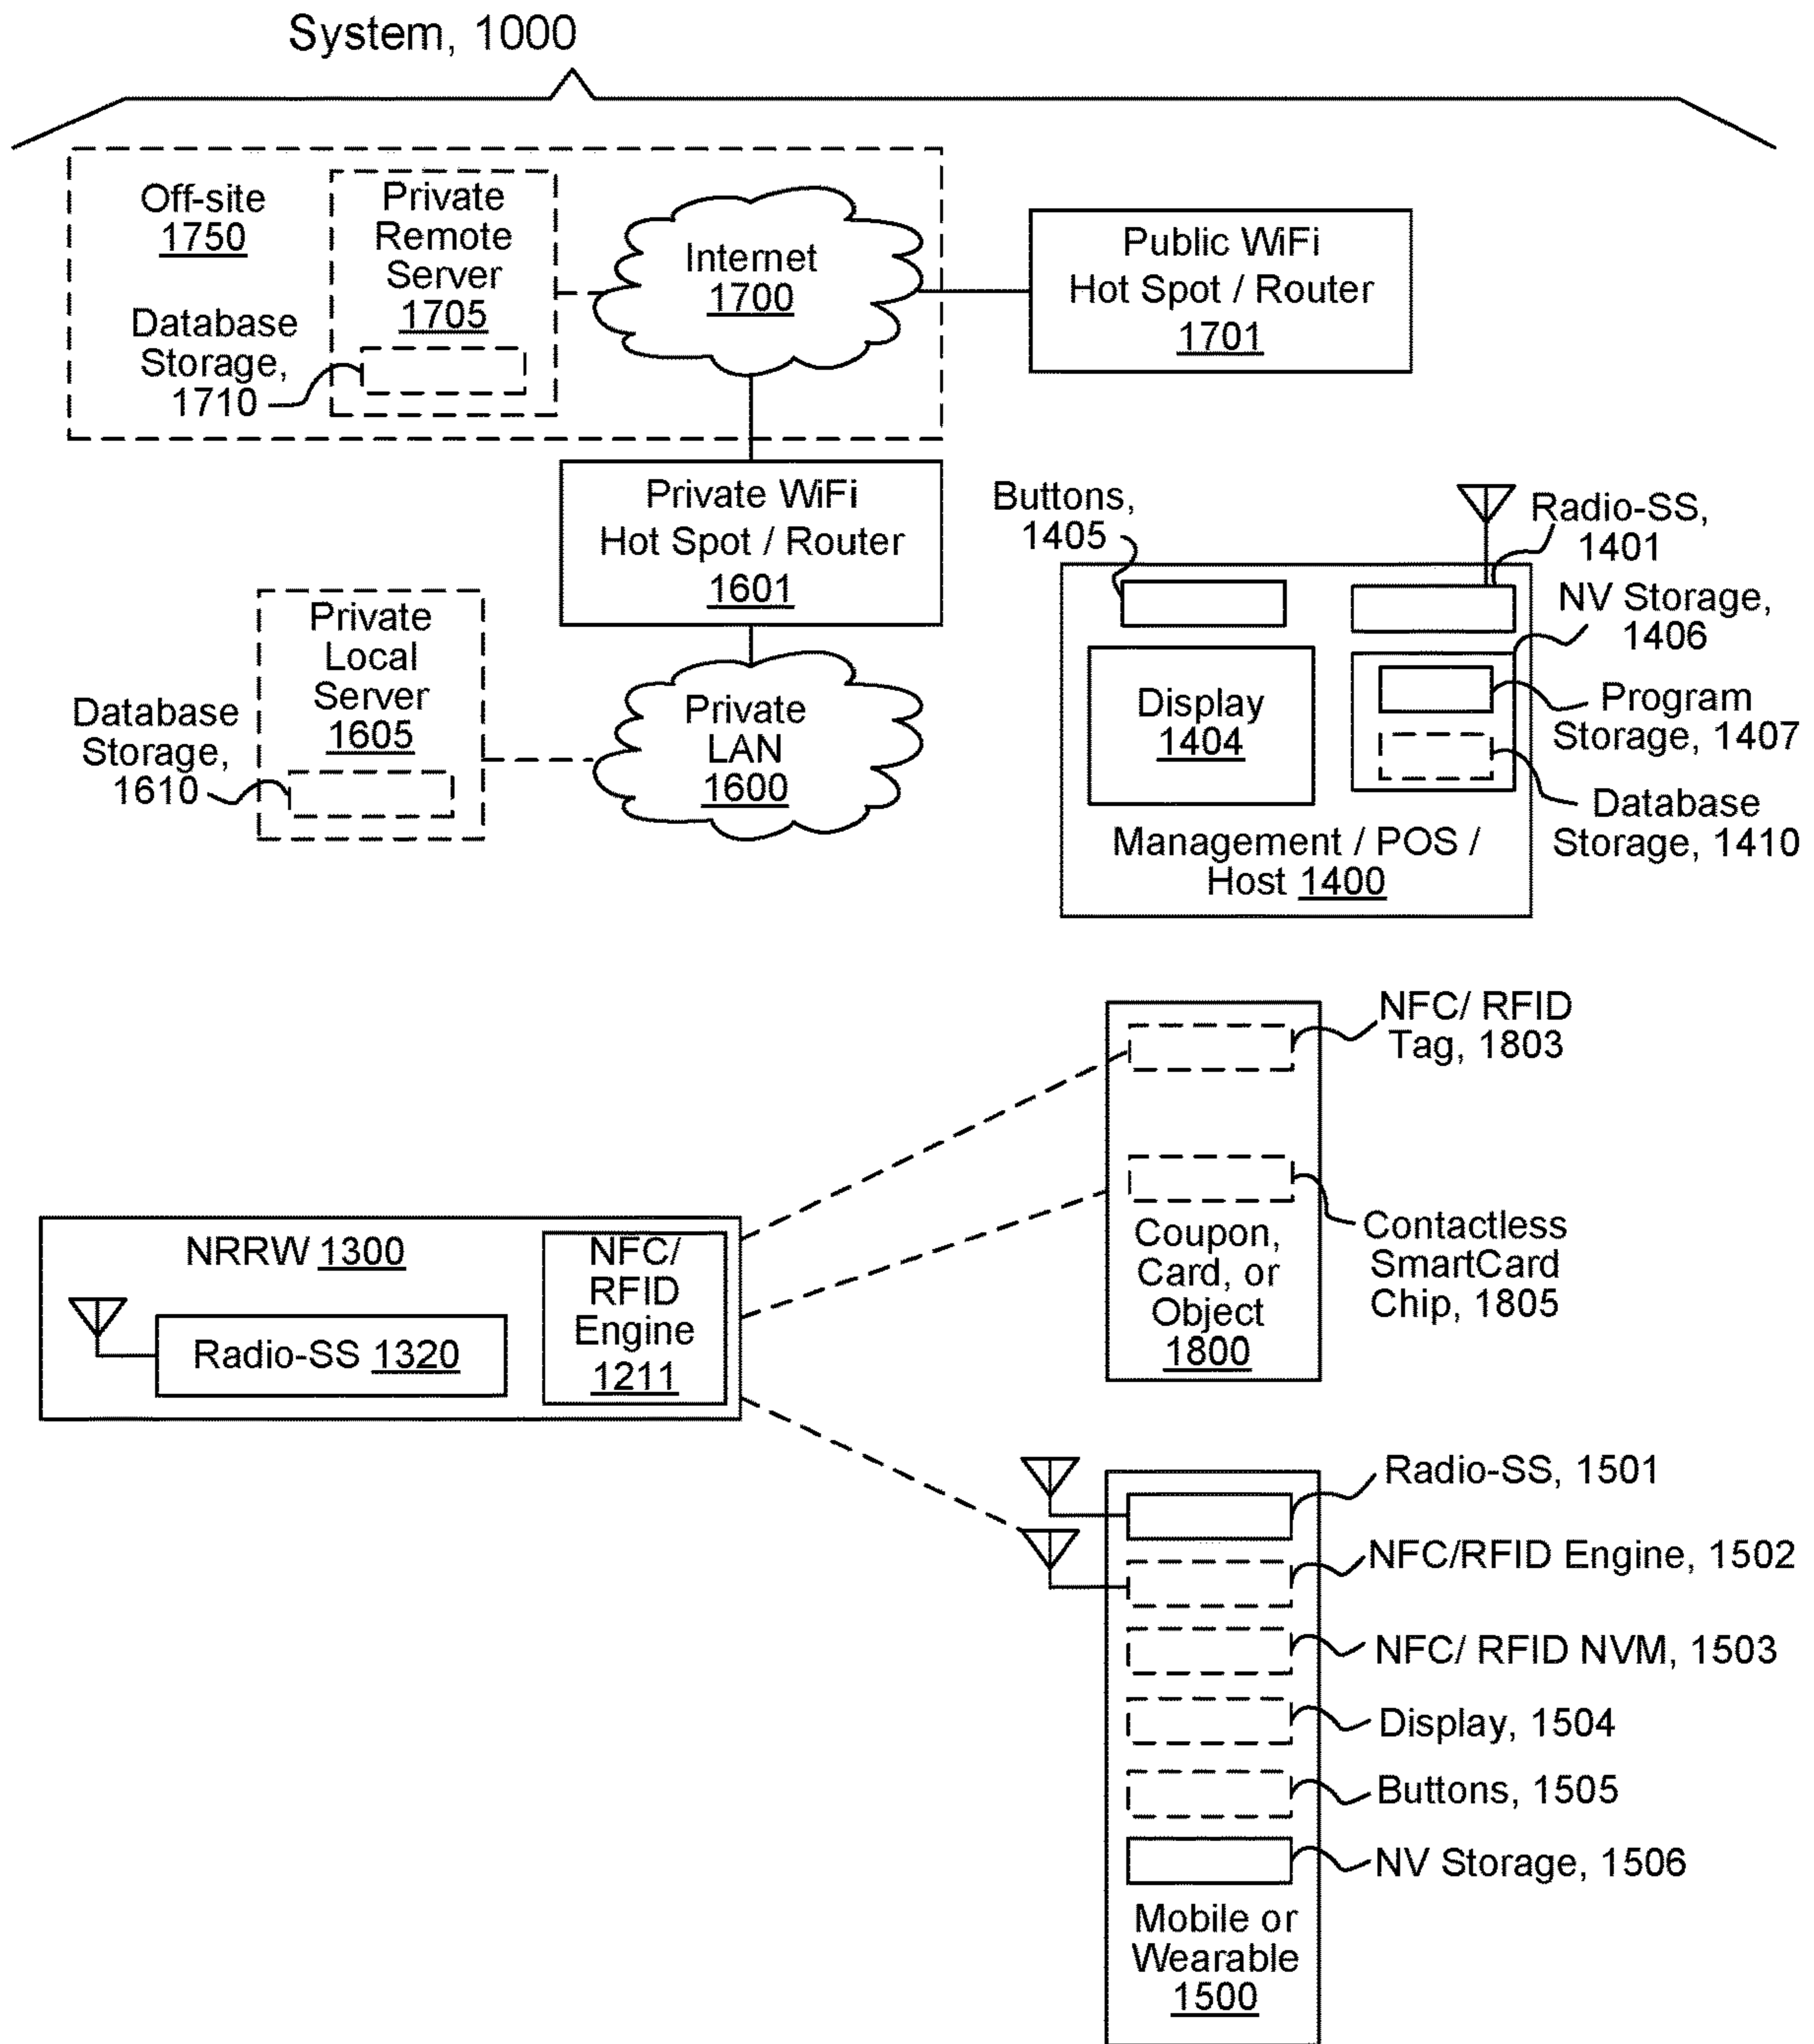 System, 1000
Off-site
1750
Private
Remote
Server
1705
Database
Storage,
1710
Internet
1700
Public WiFi
Hot Spot / Router
1701
Private WiFi
Hot Spot / Router
1601
Private
Local
Server
1605
Database
Storage,
1610
Private
LAN
1600
Buttons,
1405
Radio-SS,
1401
NV Storage,
1406
Display
1404
Program
Storage, 1407
Database
Storage, 1410
Management / POS /
Host 1400
NFC/ RFID
Tag, 1803
Contactless
SmartCard
Chip, 1805
Coupon,
Card, or
Object
1800
NRRW 1300
Radio-SS 1320
NFC/
RFID
Engine
1211
Radio-SS, 1501
NFC/RFID Engine, 1502
NFC/ RFID NVM, 1503
Display, 1504
Buttons, 1505
NV Storage, 1506
Mobile or
Wearable
1500